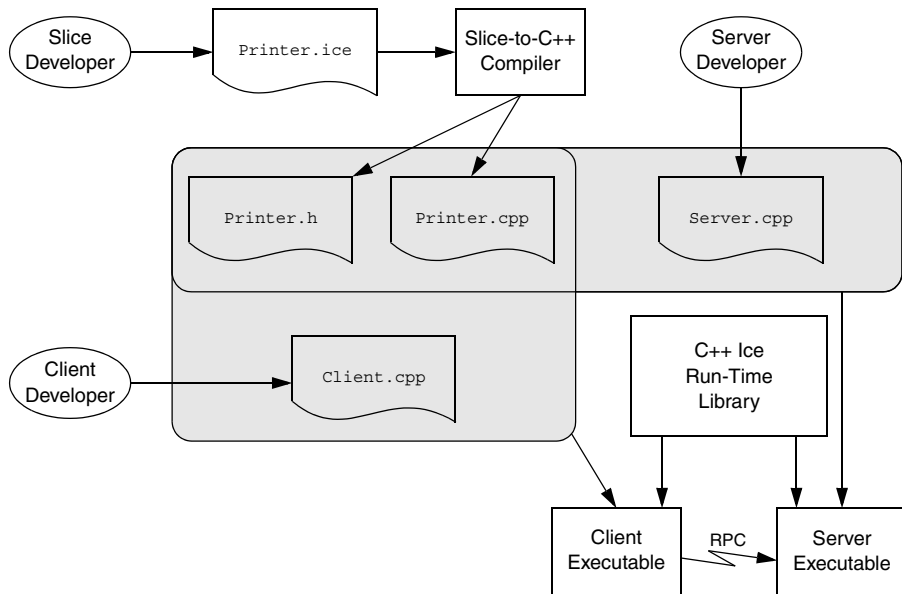 Slice
Developer
Printer.ice
Slice-to-C++
Compiler
Server
Developer
Printer.h
Printer.cpp
Server.cpp
Client
Developer
Client.cpp
C++ Ice
Run-Time
Library
Client
Executable
RPC
Server
Executable